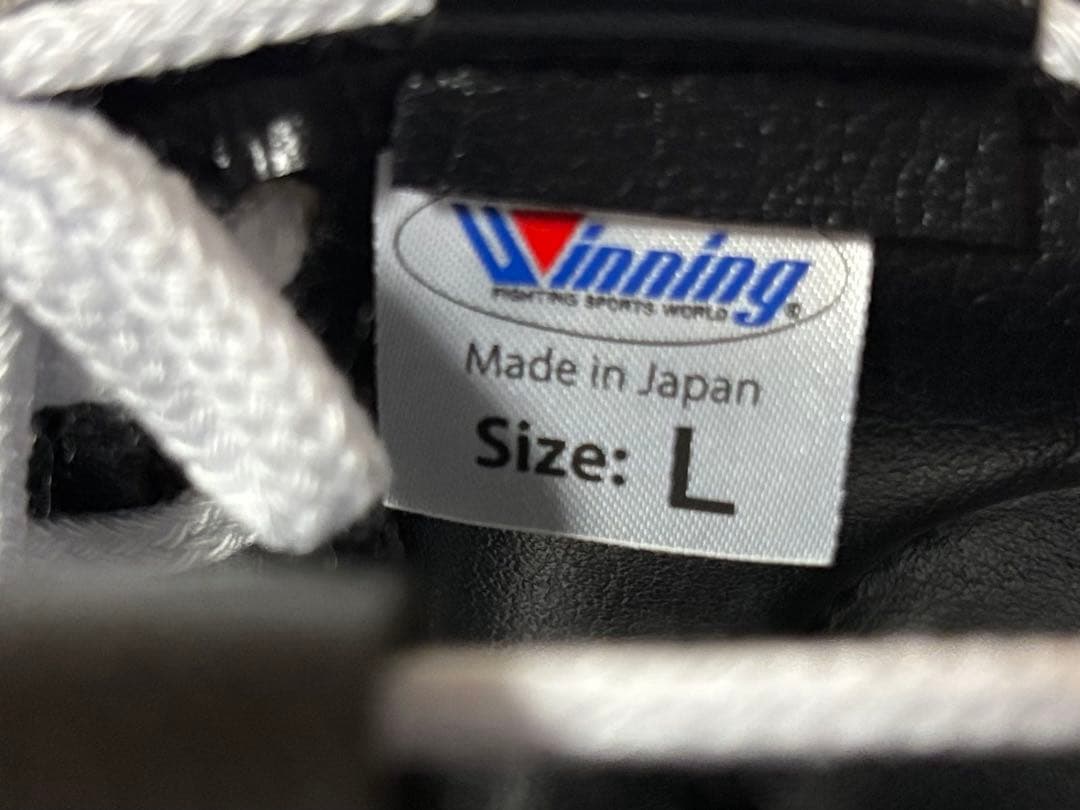 Winning®
FIGHTING SPORTS WORLD
Made in Japan
Size: L